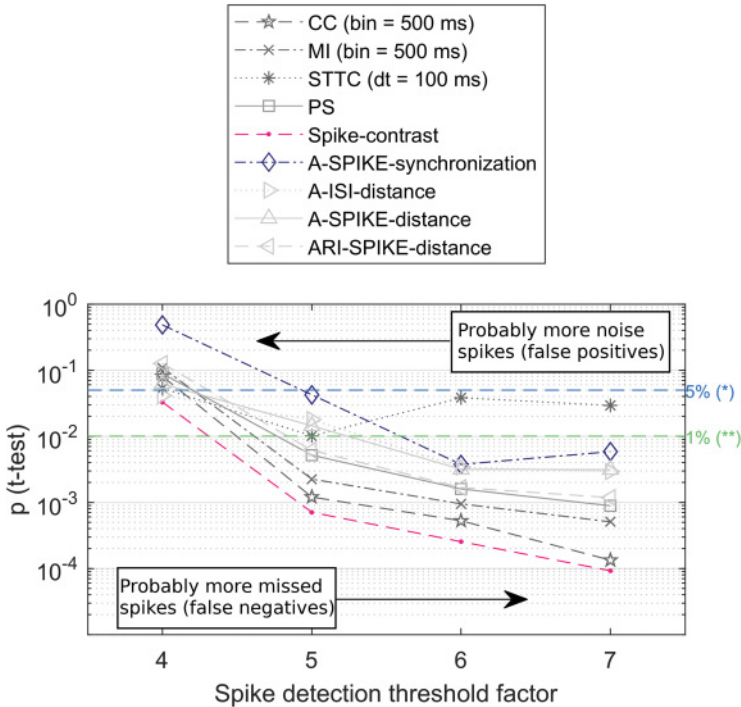 CC (bin = 500 ms)
MI (bin = 500 ms)
STTC (dt = 100 ms)
PS
Spike-contrast
A-SPIKE-synchronization
A-ISI-distance
A-SPIKE-distance
ARI-SPIKE-distance
10^0
Probably more noise
spikes (false positives)
10^-1
5% (*)
10^-2
1% (**)
p (t-test)
10^-3
10^-4
Probably more missed
spikes (false negatives)
4 5 6 7
Spike detection threshold factor